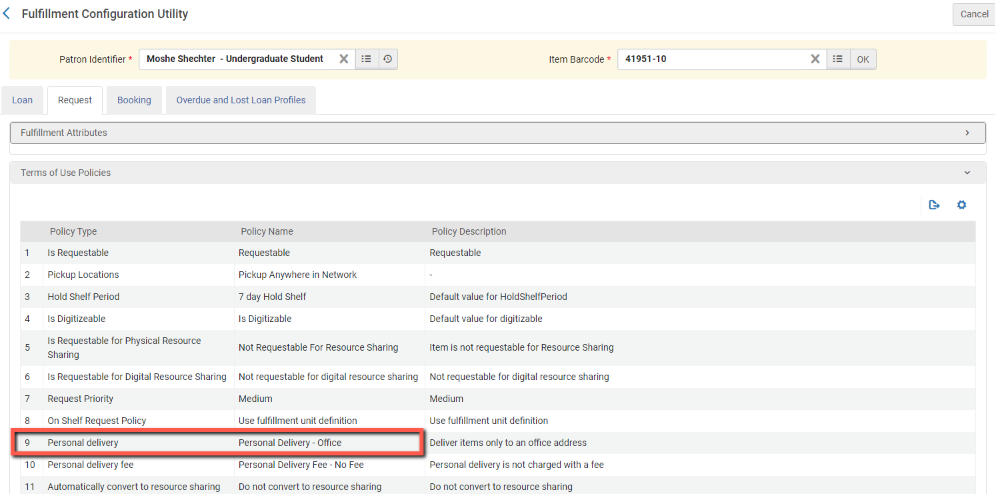 Fulfillment Configuration Utility
Cancel
Patron Identifier * Moshe Shechter - Undergraduate Student
Item Barcode * 41951-10 OK
Loan Request Booking Overdue and Lost Loan Profiles
Fulfillment Attributes
Terms of Use Policies
Policy Type Policy Name Policy Description
1 Is Requestable Requestable Requestable
2 Pickup Locations Pickup Anywhere in Network -
3 Hold Shelf Period 7 day Hold Shelf Default value for HoldShelfPeriod
4 Is Digitizeable Is Digitizable Default value for digitizable
5 Is Requestable for Physical Resource
Sharing Not Requestable For Resource Sharing Item is not requestable for Resource Sharing
6 Is Requestable for Digital Resource Sharing Not requestable for digital resource sharing Not requestable for digital resource sharing
7 Request Priority Medium Medium
8 On Shelf Request Policy Use fulfillment unit definition Use fulfillment unit definition
9 Personal delivery Personal Delivery - Office Deliver items only to an office address
10 Personal delivery fee Personal Delivery Fee - No Fee Personal delivery is not charged with a fee
11 Automatically convert to resource sharing Do not convert to resource sharing Do not convert to resource sharing